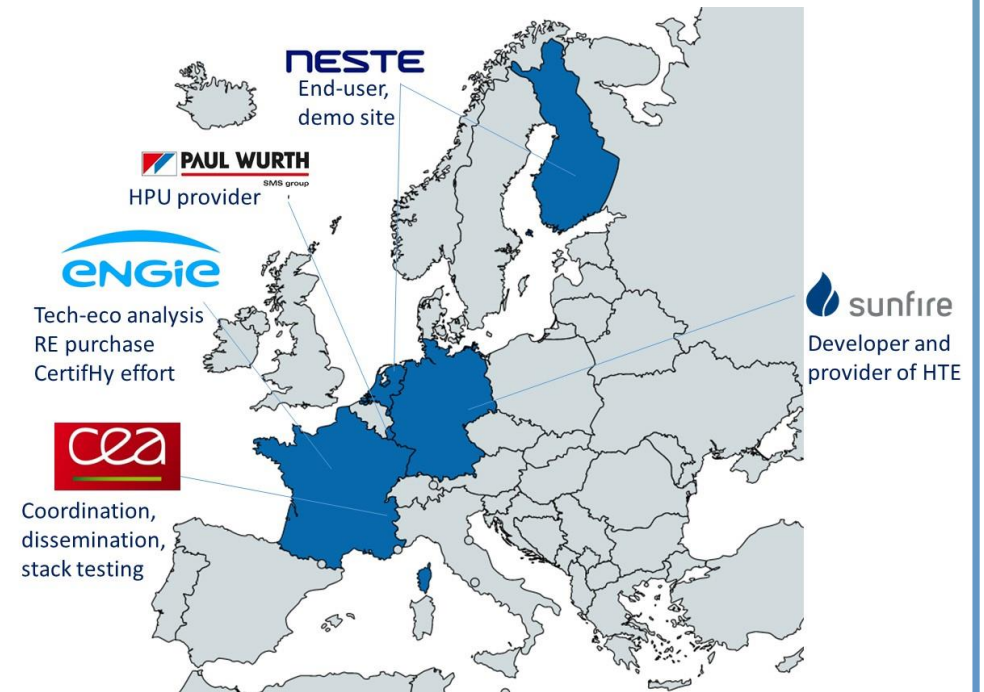 NESTE
End-user,
demo site
PAUL WURTH
SMS group
HPU provider
ENGIE
Tech-eco analysis
RE purchase
CertifHy effort
sunfire
Developer and
provider of HTE
cea
Coordination,
dissemination,
stack testing